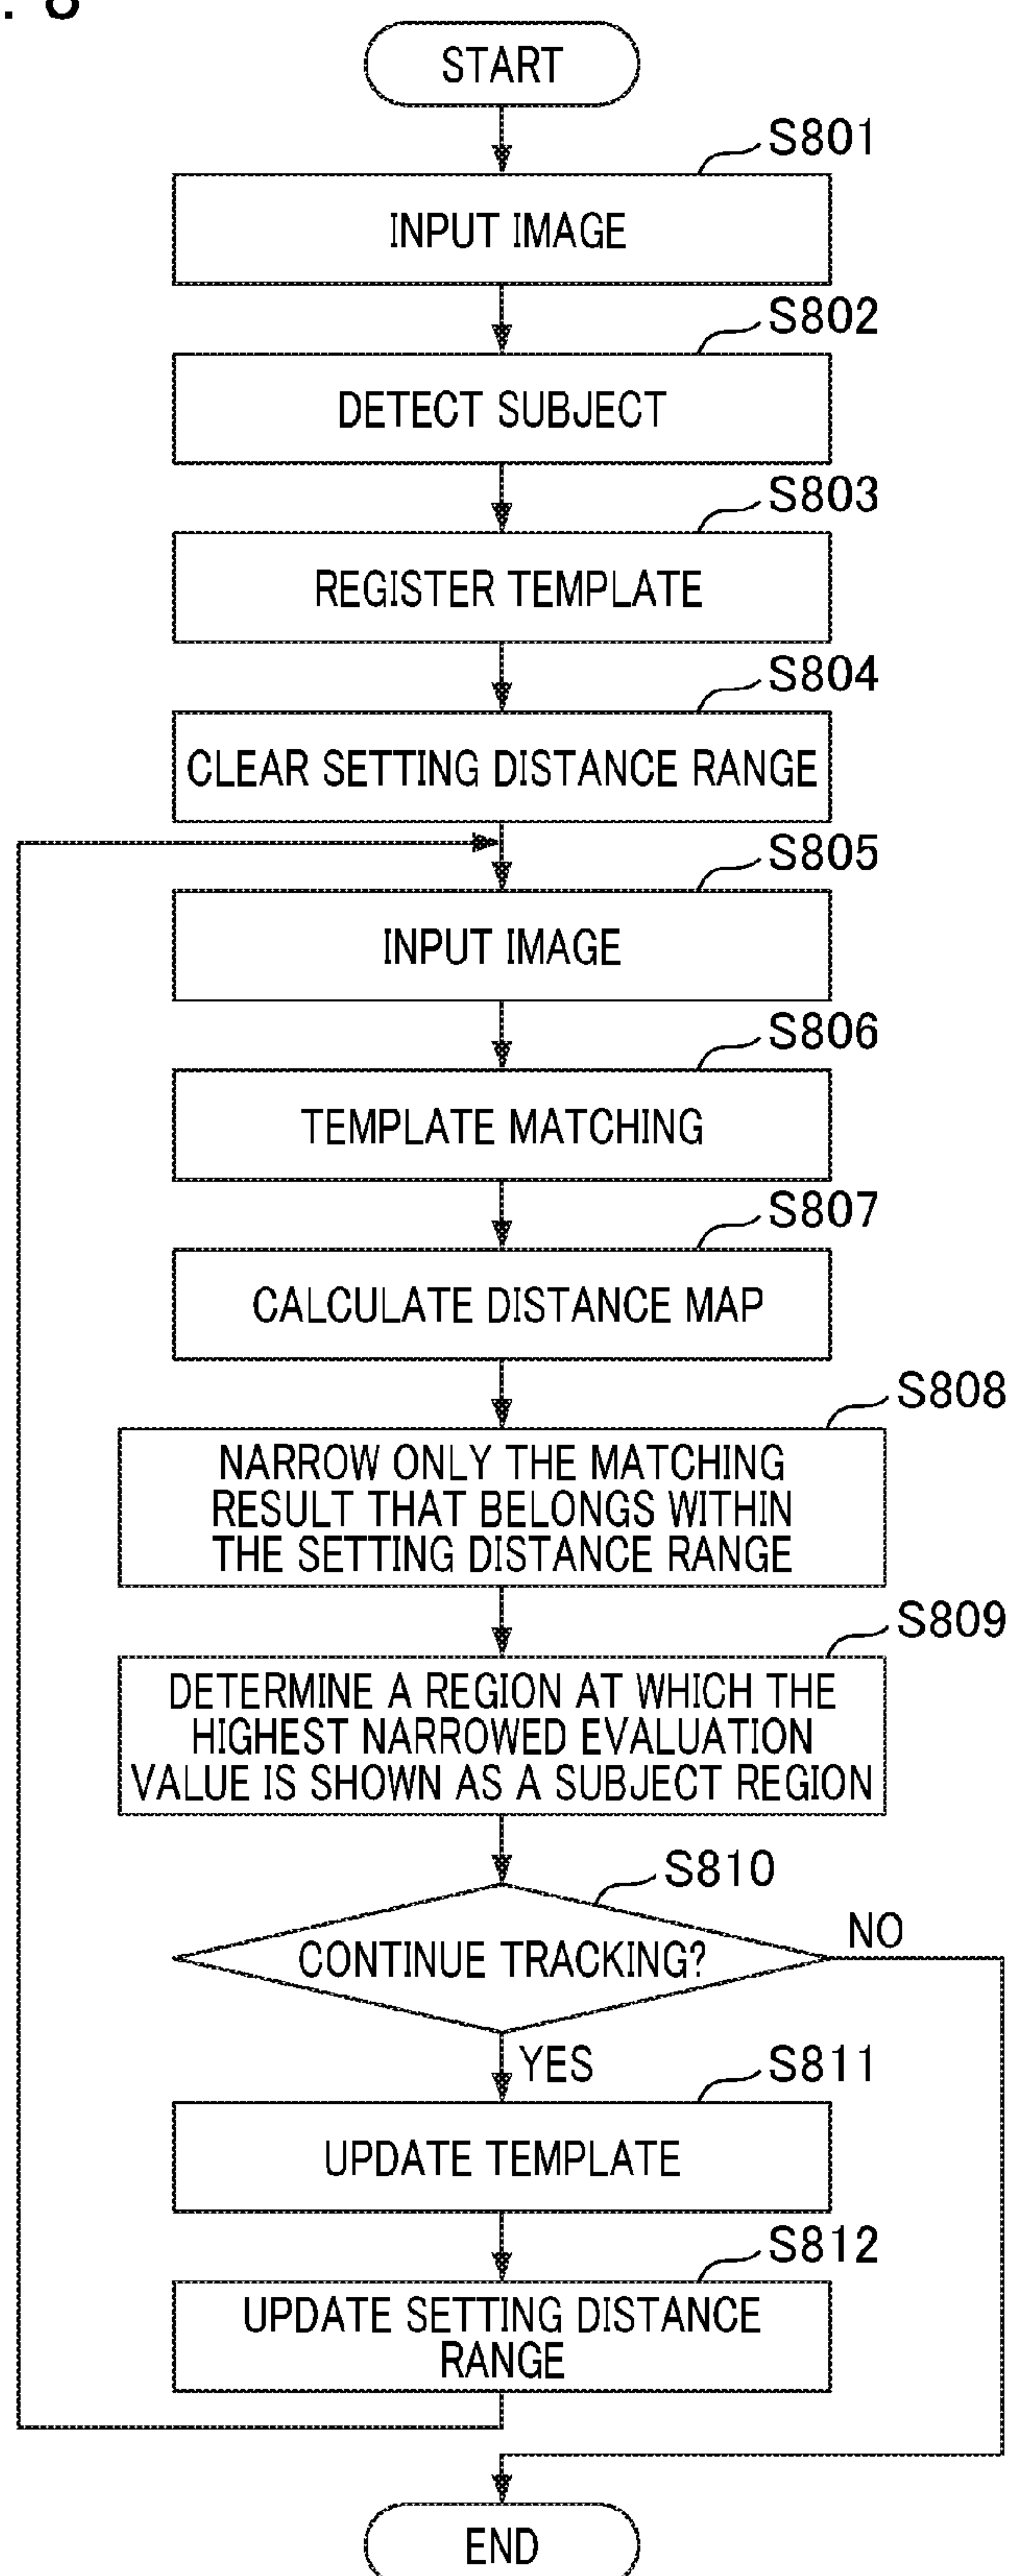 . 8
START
S801
INPUT IMAGE
S802
DETECT SUBJECT
S803
REGISTER TEMPLATE
S804
CLEAR SETTING DISTANCE RANGE
S805
INPUT IMAGE
S806
TEMPLATE MATCHING
S807
CALCULATE DISTANCE MAP
S808
NARROW ONLY THE MATCHING
RESULT THAT BELONGS WITHIN
THE SETTING DISTANCE RANGE
S809
DETERMINE A REGION AT WHICH THE
HIGHEST NARROWED EVALUATION
VALUE IS SHOWN AS A SUBJECT REGION
S810
CONTINUE TRACKING?
NO
YES
S811
UPDATE TEMPLATE
S812
UPDATE SETTING DISTANCE
RANGE
END